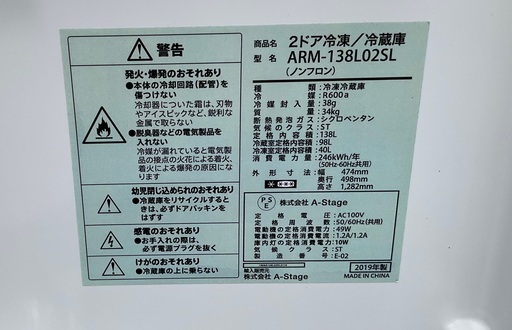 警告
発火・爆発のおそれあり
●本体の冷却回路(配管)を
傷つけない
冷却器についた霜は、刃物
やアイスピックなど、鋭利な
金属で取らない
●脱臭器などの電気製品を
入れない
冷媒が漏れていると電気製
品の接点の火花による着火
や爆発のおそれあり
幼児閉じ込められのおそれあり
●冷蔵庫をリサイクルすると
きは、必ずドアパッキンをは
ずす
感電のおそれあり
●お手入れの際は、
必ず電源プラグを抜く
けがのおそれあり
●冷蔵庫の上に乗らない
商品名 2ドア冷凍/冷蔵庫
型名 ARM-138L02SL
(ノンフロン)
種類:冷凍冷蔵庫
冷媒:R600a
冷媒封入量:38g
質量:34kg
断熱発泡ガス:シクロペンタン
気候のクラス:ST
定格内容積:138L
冷蔵室定格内容積:98L
冷凍室定格内容積:40L
消費電力量:246kWh/年
(50Hz・60Hz共用)
外形寸法:幅 474mm
奥行 498mm
高さ 1,282mm
PSE 株式会社 A-Stage
定格電圧:AC100V
定格周波数:50/60Hz(共用)
電動機の定格消費電力:49W
電動機の定格消費電流:1.2A/1.2A
庫内灯の定格消費電力:10W
気候クラス:ST
製品:E-02
輸入販売元
株式会社 A-Stage
2019年製
MADE IN CHINA